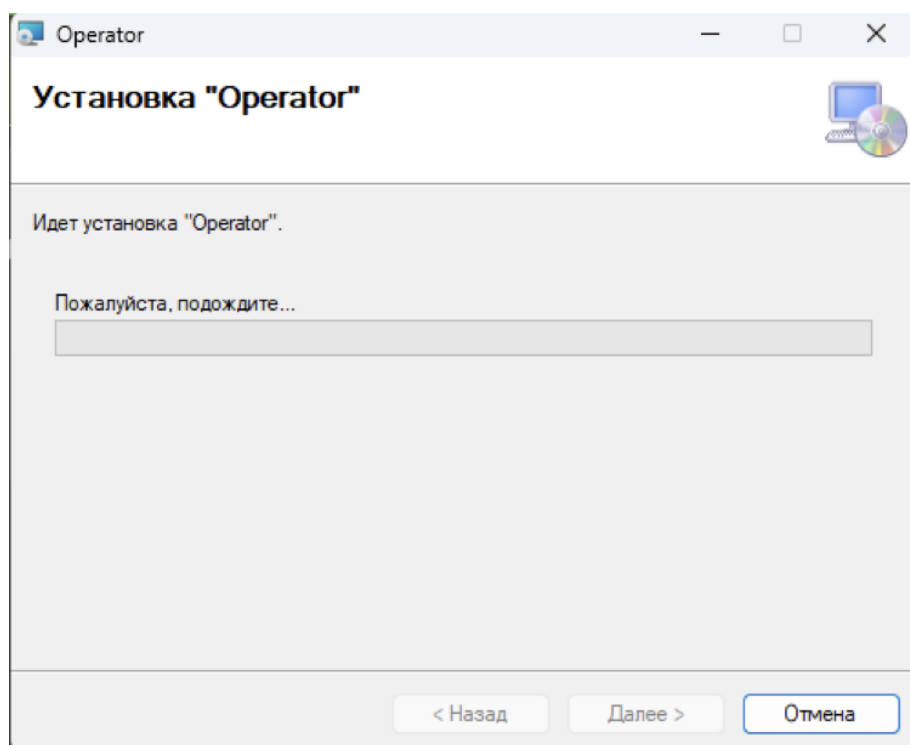 Operator
Установка "Operator"
Идет установка "Operator".
Пожалуйста, подождите...
< Назад
Далее >
Отмена